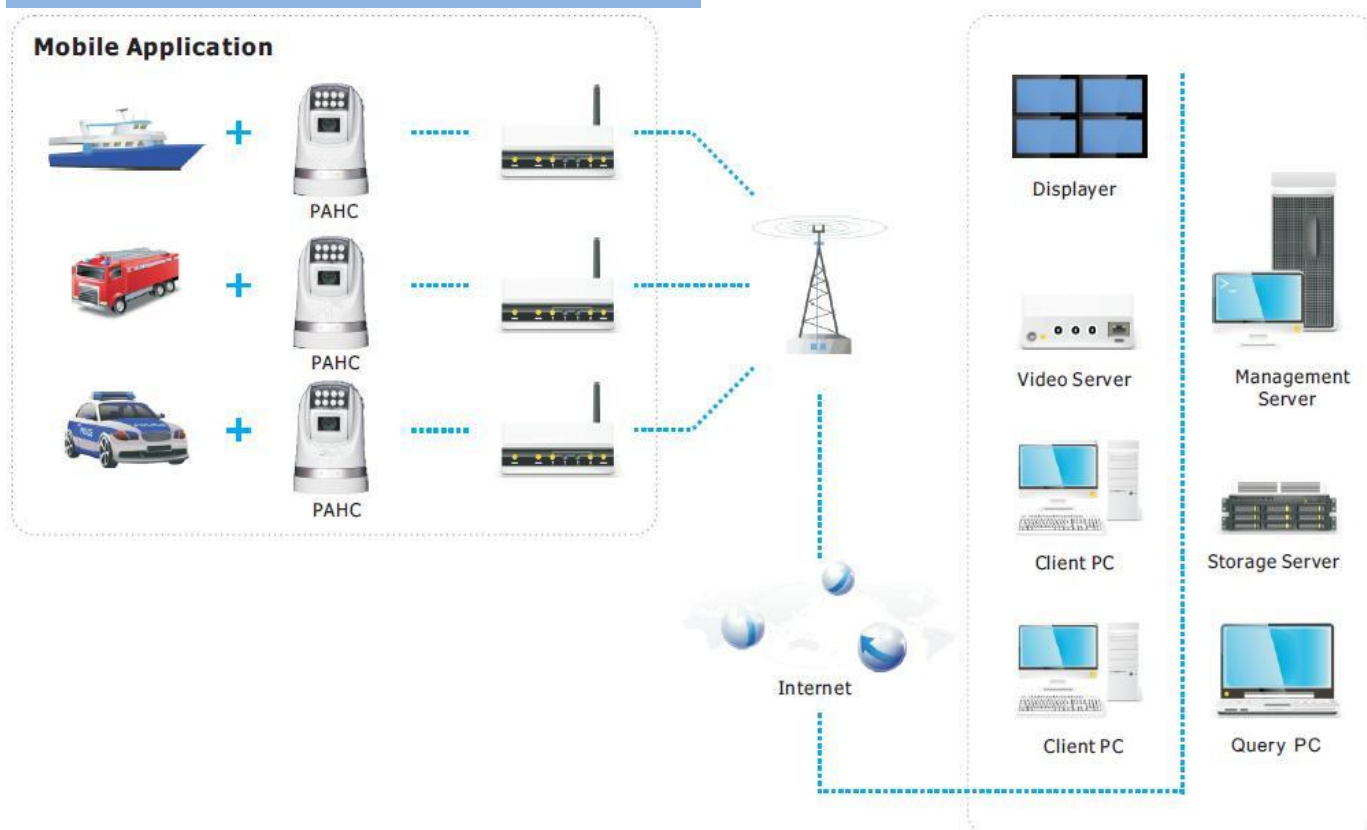 Mobile Application
PAHC
PAHC
PAHC
Internet
Displayer
Video Server
Management
Server
Client PC
Storage Server
Client PC
Query PC